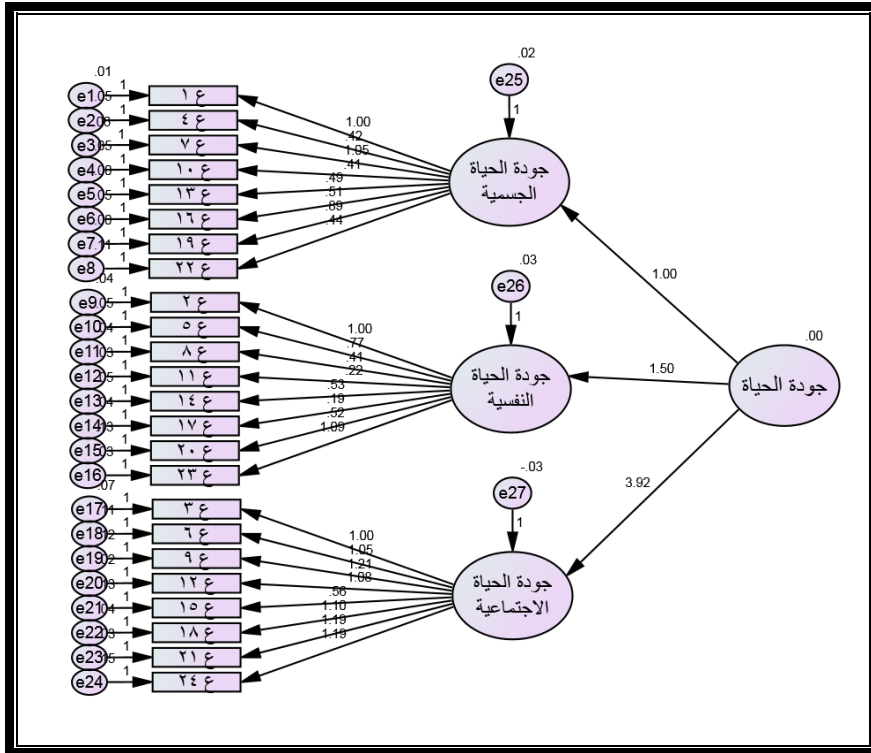 .01
e1
1
ع ١
e2
1
ع ٤
e3
1
ع ٧
e4
1
ع ١٠
e5
1
ع ١٣
e6
1
ع ١٦
e7
1
ع ١٩
e8
1
ع ٢٢
1.00
.42
1.05
.41
.49
.51
.89
.44
.02
e25
1
جودة الحياة
الجسمية
.04
e9
1
ع ٢
e10
1
ع ٥
e11
1
ع ٨
e12
1
ع ١١
e13
1
ع ١٤
e14
1
ع ١٧
e15
1
ع ٢٠
e16
1
ع ٢٣
1.00
.77
.41
.22
.53
.19
.52
1.09
.03
e26
1
جودة الحياة
النفسية
.07
e17
1
ع ٣
e18
1
ع ٦
e19
1
ع ٩
e20
1
ع ١٢
e21
1
ع ١٥
e22
1
ع ١٨
e23
1
ع ٢١
e24
1
ع ٢٤
1.00
1.05
1.21
1.08
.56
1.10
1.19
1.19
-.03
e27
1
جودة الحياة
الاجتماعية
1.00
1.50
3.92
.00
جودة الحياة